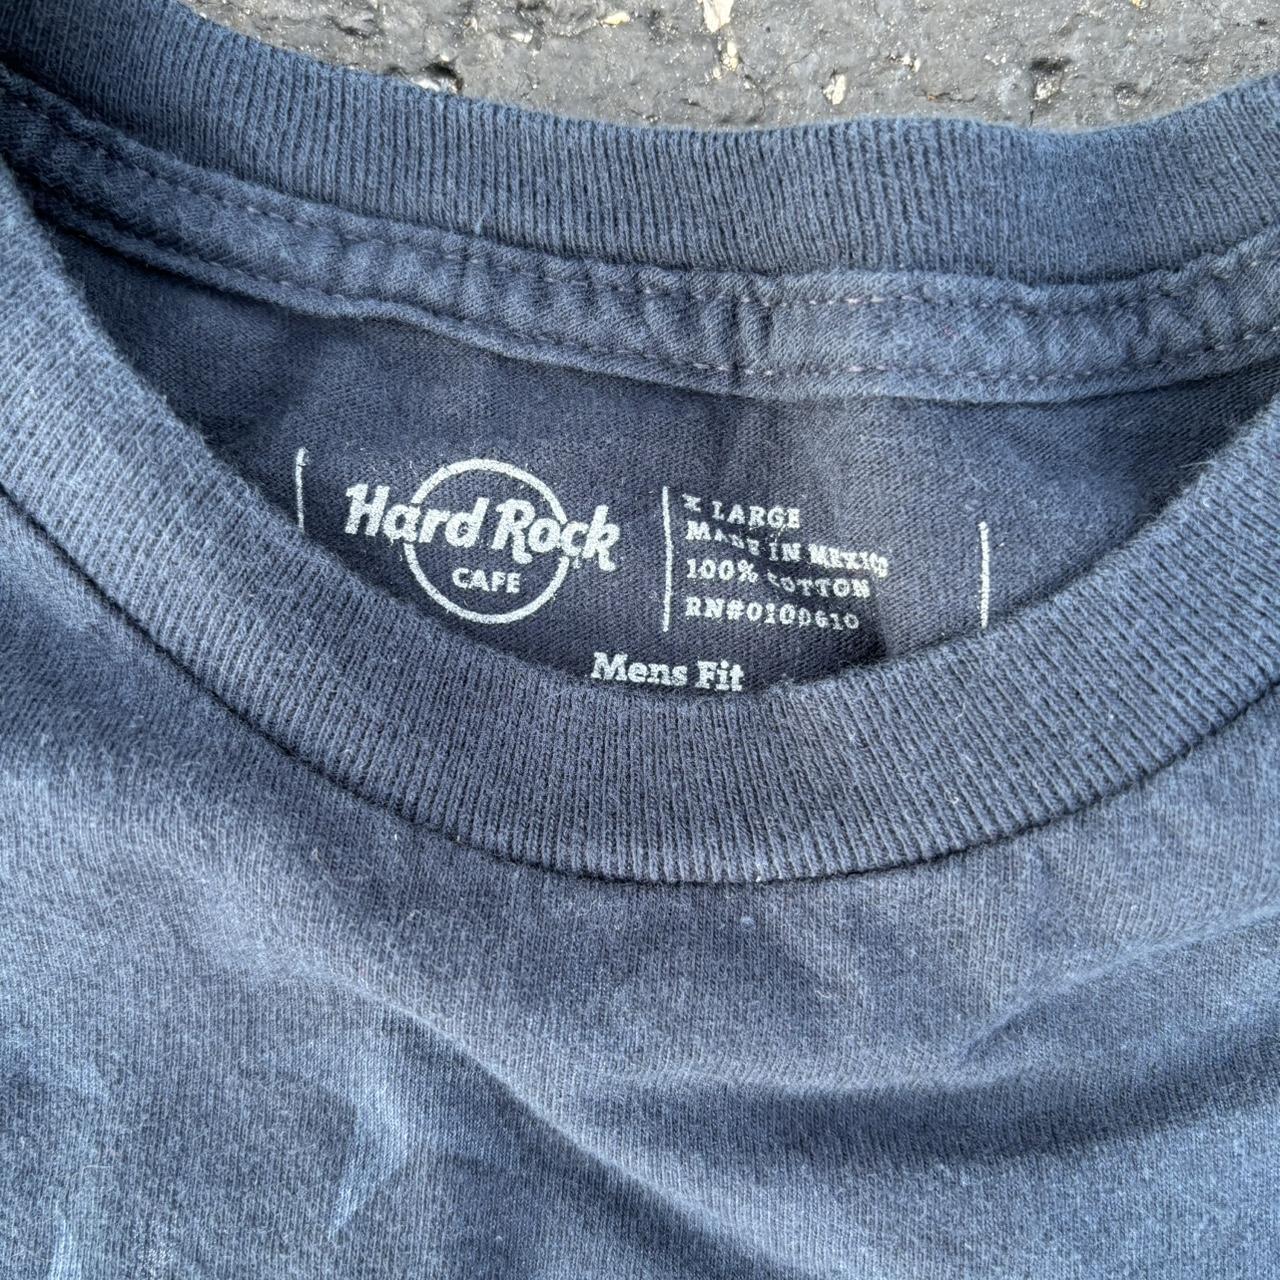 Hard Rock
CAFE
X LARGE
MADE IN MEXICO
100% COTTON
RN#0100610
Mens Fit